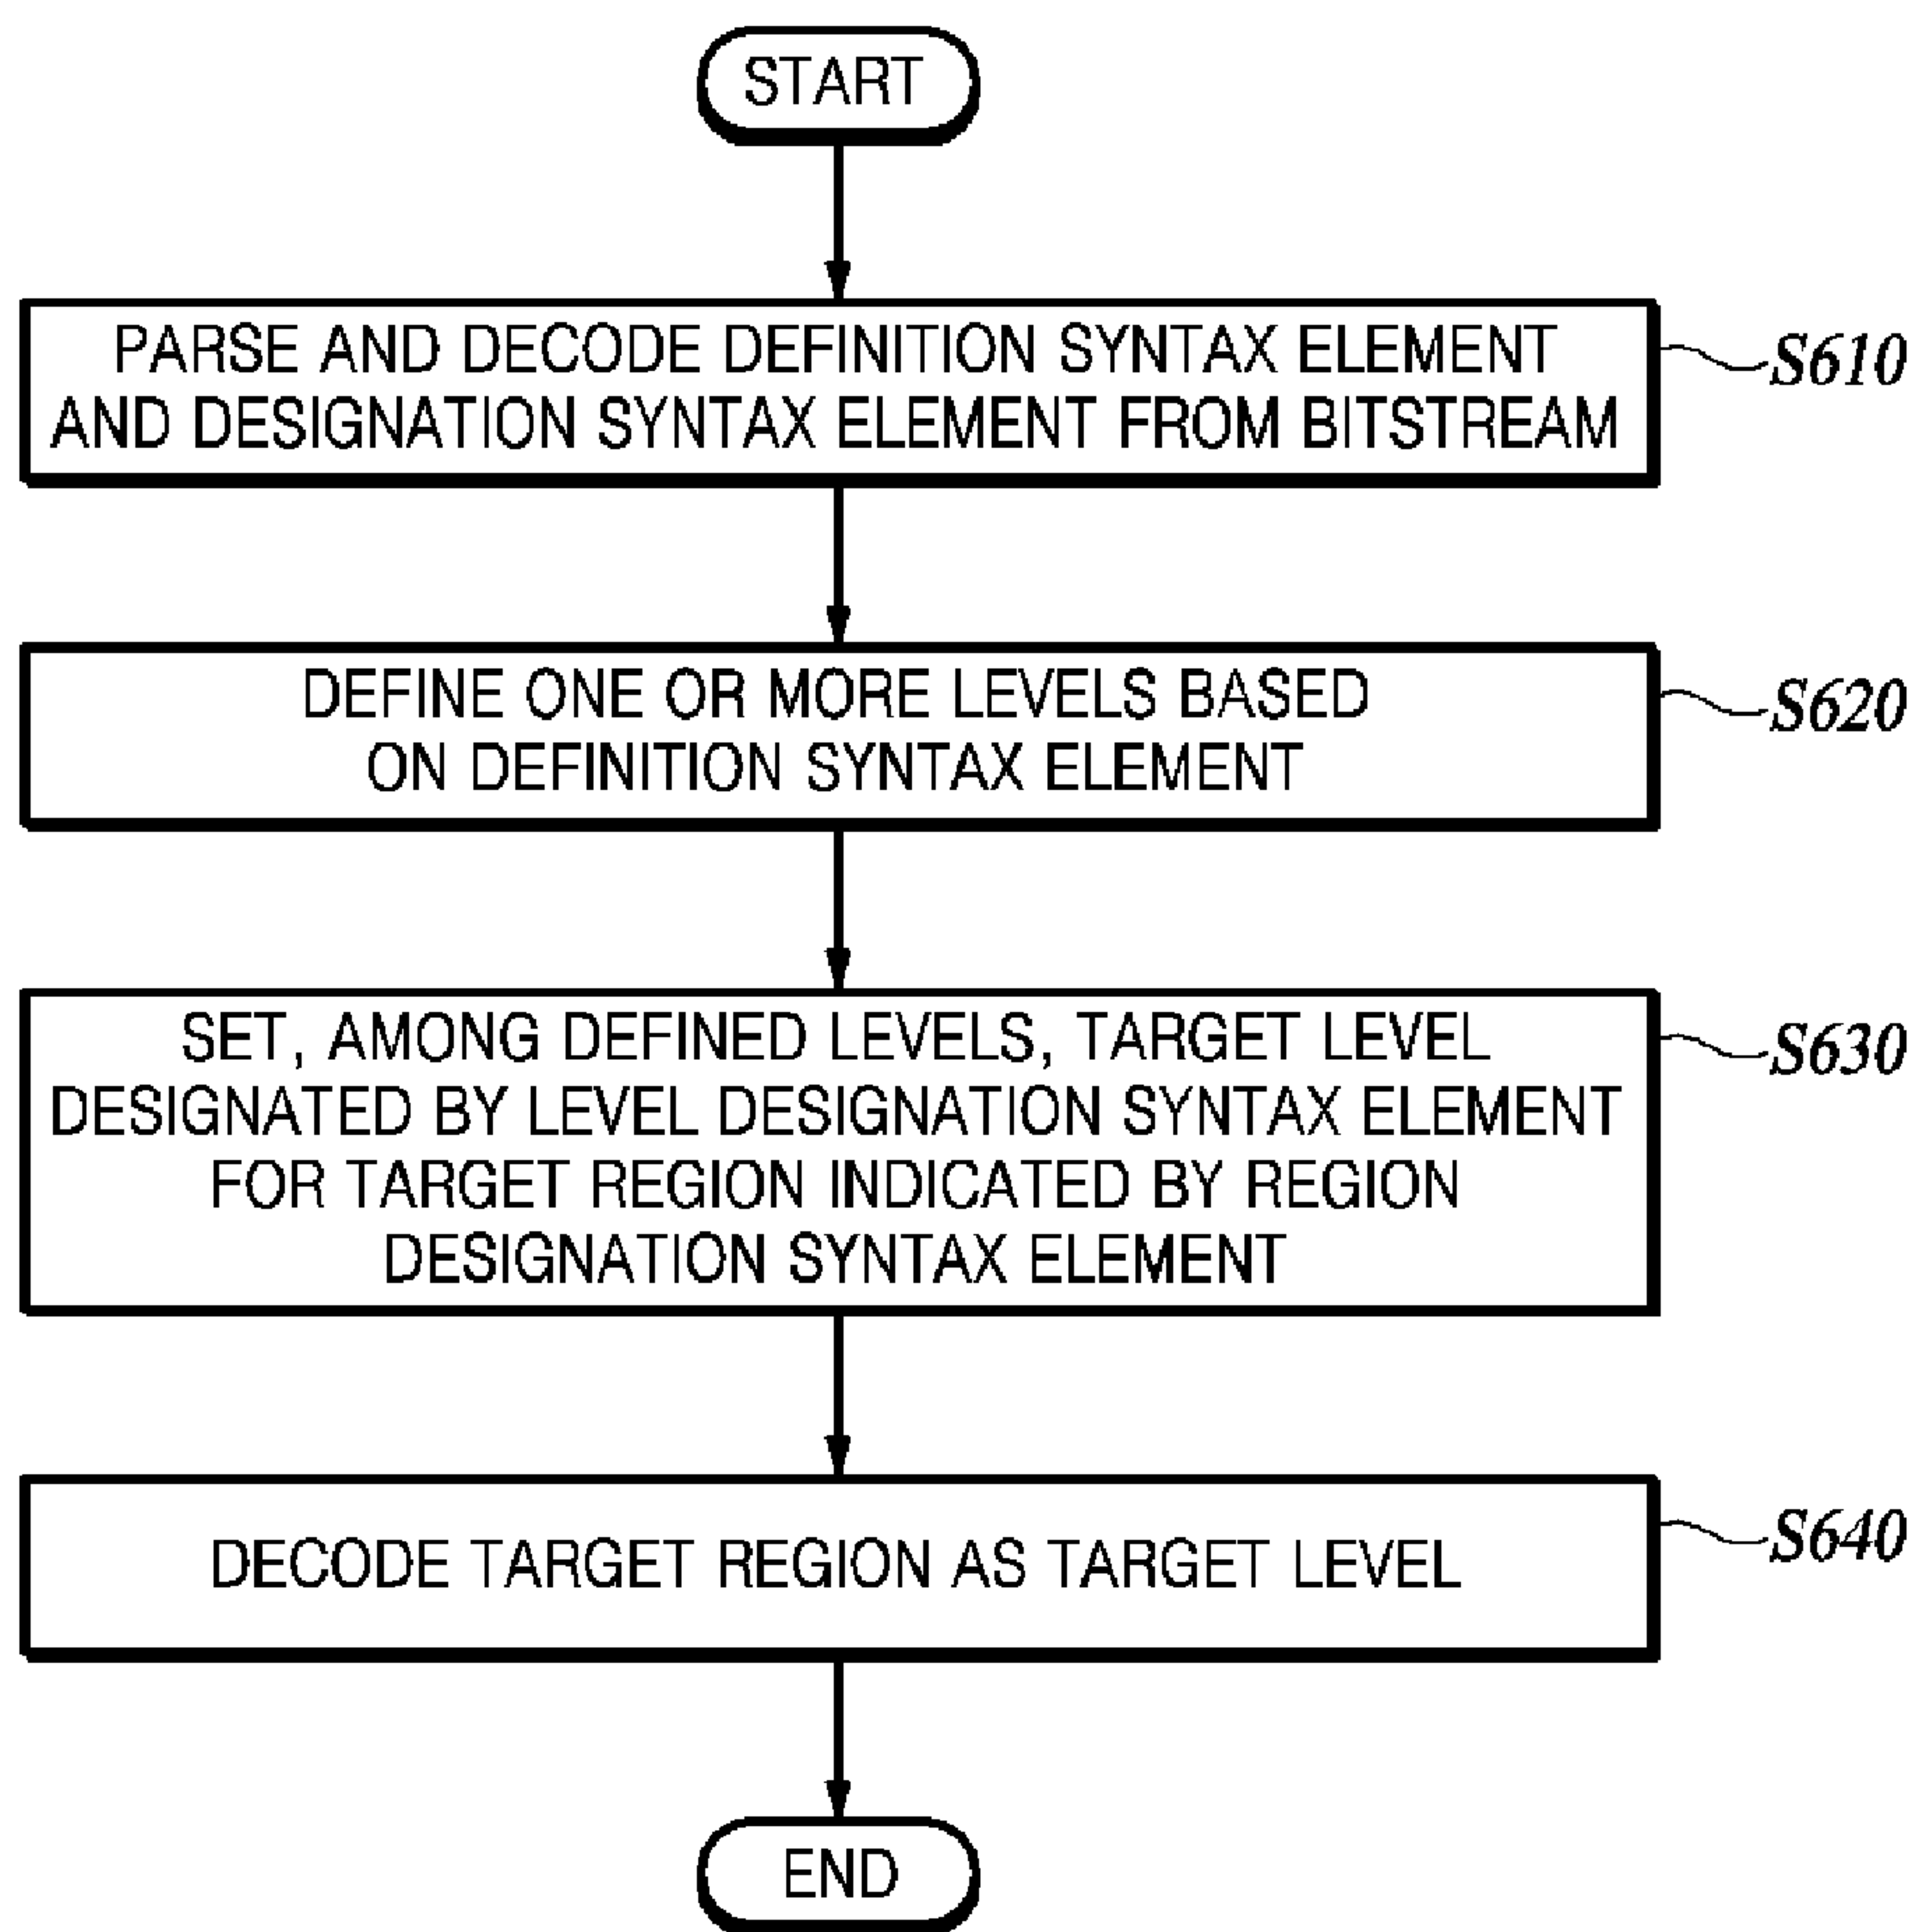 START
PARSE AND DECODE DEFINITION SYNTAX ELEMENT
AND DESIGNATION SYNTAX ELEMENT FROM BITSTREAM
S610
DEFINE ONE OR MORE LEVELS BASED
ON DEFINITION SYNTAX ELEMENT
S620
SET, AMONG DEFINED LEVELS, TARGET LEVEL
DESIGNATED BY LEVEL DESIGNATION SYNTAX ELEMENT
FOR TARGET REGION INDICATED BY REGION
DESIGNATION SYNTAX ELEMENT
S630
DECODE TARGET REGION AS TARGET LEVEL
S640
END